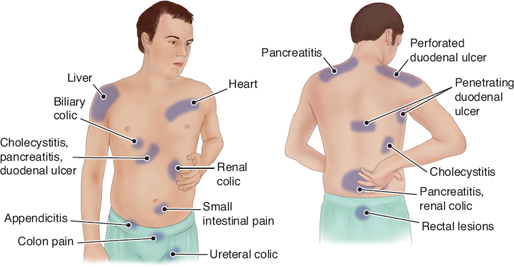 Liver
Biliary
colic
Cholecystitis,
pancreatitis,
duodenal ulcer
Appendicitis
Colon pain
Heart
Renal
colic
Small
intestinal pain
Ureteral colic
Pancreatitis
Perforated
duodenal ulcer
Penetrating
duodenal
ulcer
Cholecystitis
Pancreatitis,
renal colic
Rectal lesions